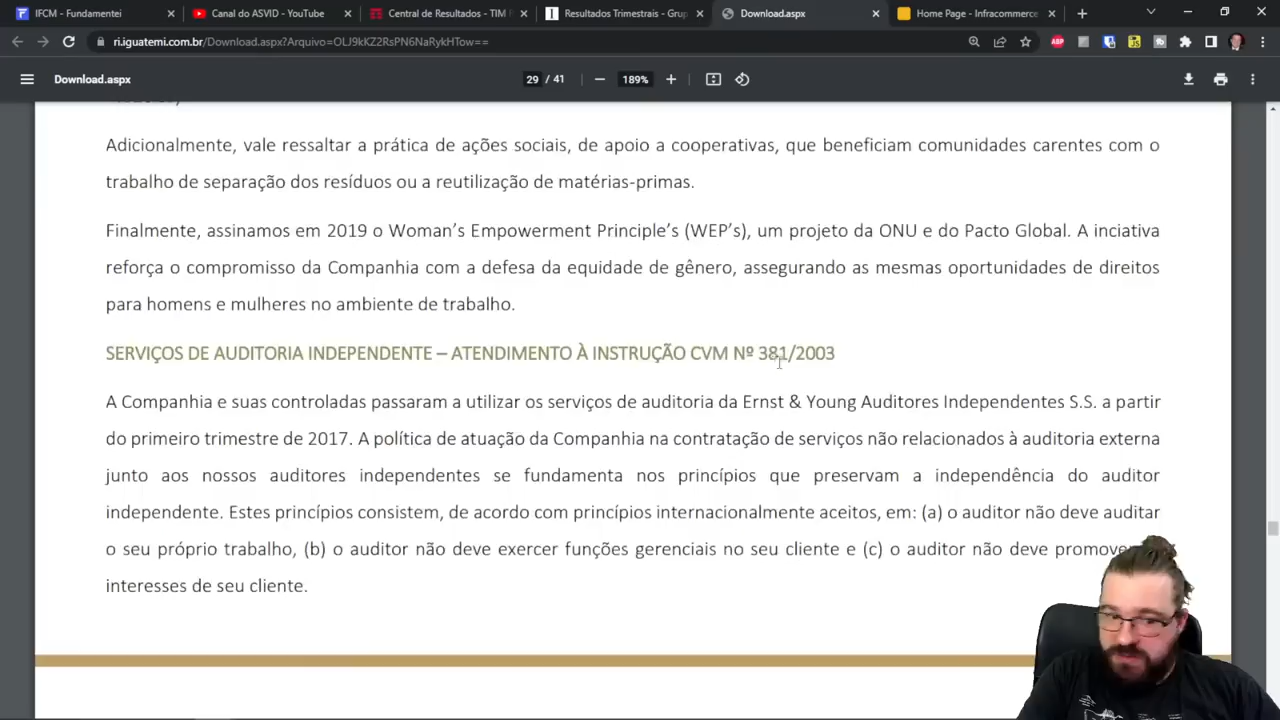 IFCM - Fundamentei
Canal do ASVID - YouTube
Central de Resultados - TIM
Resultados Trimestrais - Grup
Download.aspx
Home Page - Infracommerce
ri.iguatemi.com.br/Download.aspx?Arquivo=OLJ9kKZ2RsPN6NaRykHTow==
Download.aspx
29 / 41
189%
Adicionalmente, vale ressaltar a prática de ações sociais, de apoio a cooperativas, que beneficiam comunidades carentes com o
trabalho de separação dos resíduos ou a reutilização de matérias-primas.
Finalmente, assinamos em 2019 o Woman’s Empowerment Principle’s (WEP’s), um projeto da ONU e do Pacto Global. A inciativa
reforça o compromisso da Companhia com a defesa da equidade de gênero, assegurando as mesmas oportunidades de direitos
para homens e mulheres no ambiente de trabalho.
SERVIÇOS DE AUDITORIA INDEPENDENTE – ATENDIMENTO À INSTRUÇÃO CVM Nº 381/2003
A Companhia e suas controladas passaram a utilizar os serviços de auditoria da Ernst & Young Auditores Independentes S.S. a partir
do primeiro trimestre de 2017. A política de atuação da Companhia na contratação de serviços não relacionados à auditoria externa
junto aos nossos auditores independentes se fundamenta nos princípios que preservam a independência do auditor
independente. Estes princípios consistem, de acordo com princípios internacionalmente aceitos, em: (a) o auditor não deve auditar
o seu próprio trabalho, (b) o auditor não deve exercer funções gerenciais no seu cliente e (c) o auditor não deve
interesses de seu cliente.